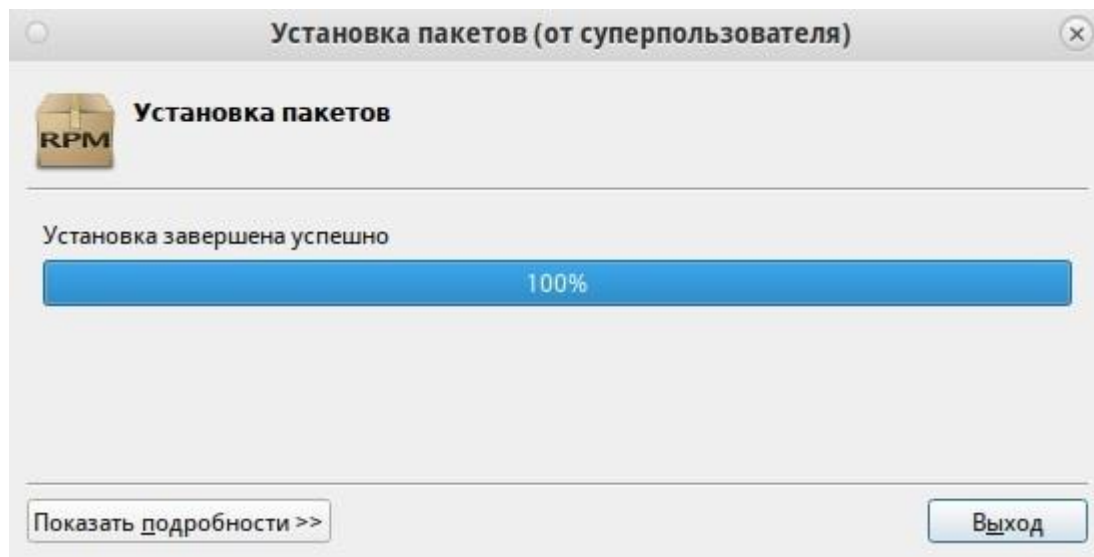 Установка пакетов (от суперпользователя)
Установка пакетов
RPM
Установка завершена успешно
100%
Показать подробности >>
Выход